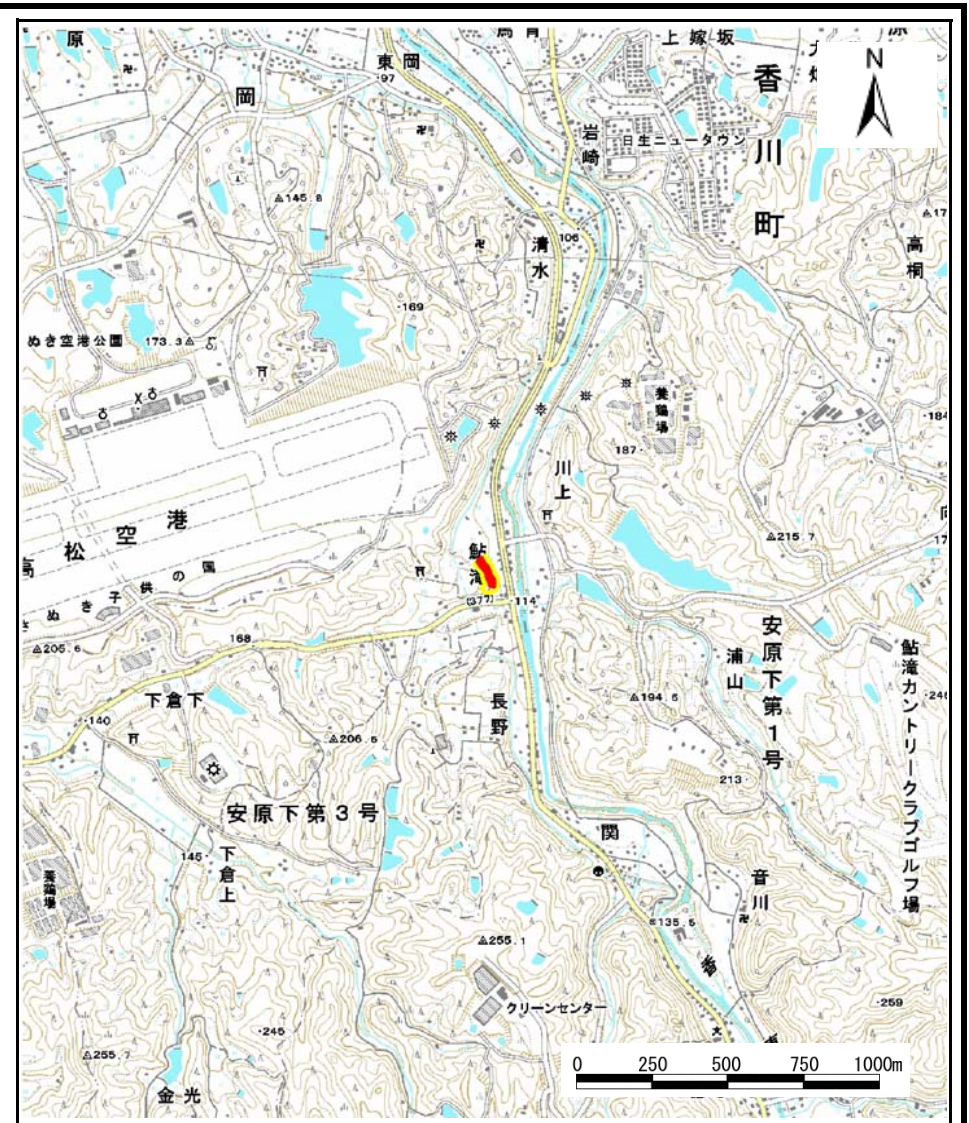 原
東岡
97
上嫁坂
N
岡
香川町
岩崎
日生ニュータウン
△145.8
清水
106
高桐
・169
ぬき空港公園
173.3△
養鶏場
187・
・184
川上
高松空港
△215.7
鮎滝
(377)
・114
さぬき子供の国
168
△205.6
安原下第1号
浦山
鮎滝カントリークラブゴルフ場
下倉下
長野
△194.5
・140
△206.5
213・
安原下第3号
関
145・
下倉上
音川
養鶏場
135.5
△255.1
香
クリーンセンター
・259
・245
△255.7
金光
0 250 500 750 1000m